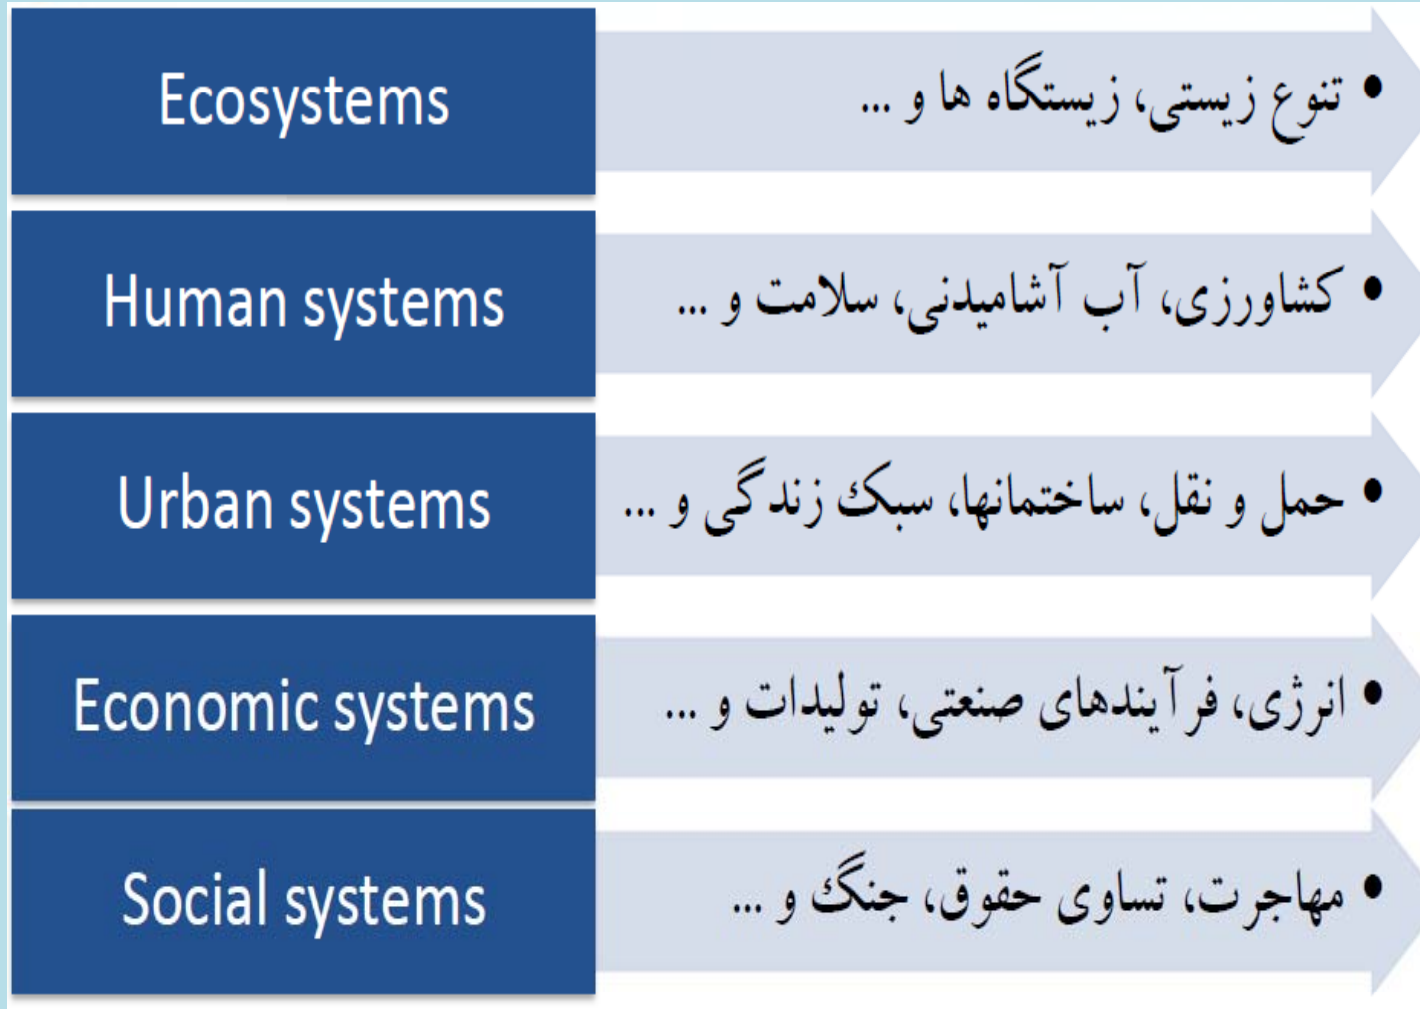 Ecosystems
• تنوع زیستی، زیستگاه ها و ...
Human systems
• کشاورزی، آب آشامیدنی، سلامت و ...
Urban systems
• حمل و نقل، ساختمانها، سبک زندگی و ...
Economic systems
• انرژی، فرآیندهای صنعتی، تولیدات و ...
Social systems
• مهاجرت، تساوی حقوق، جنگ و ...